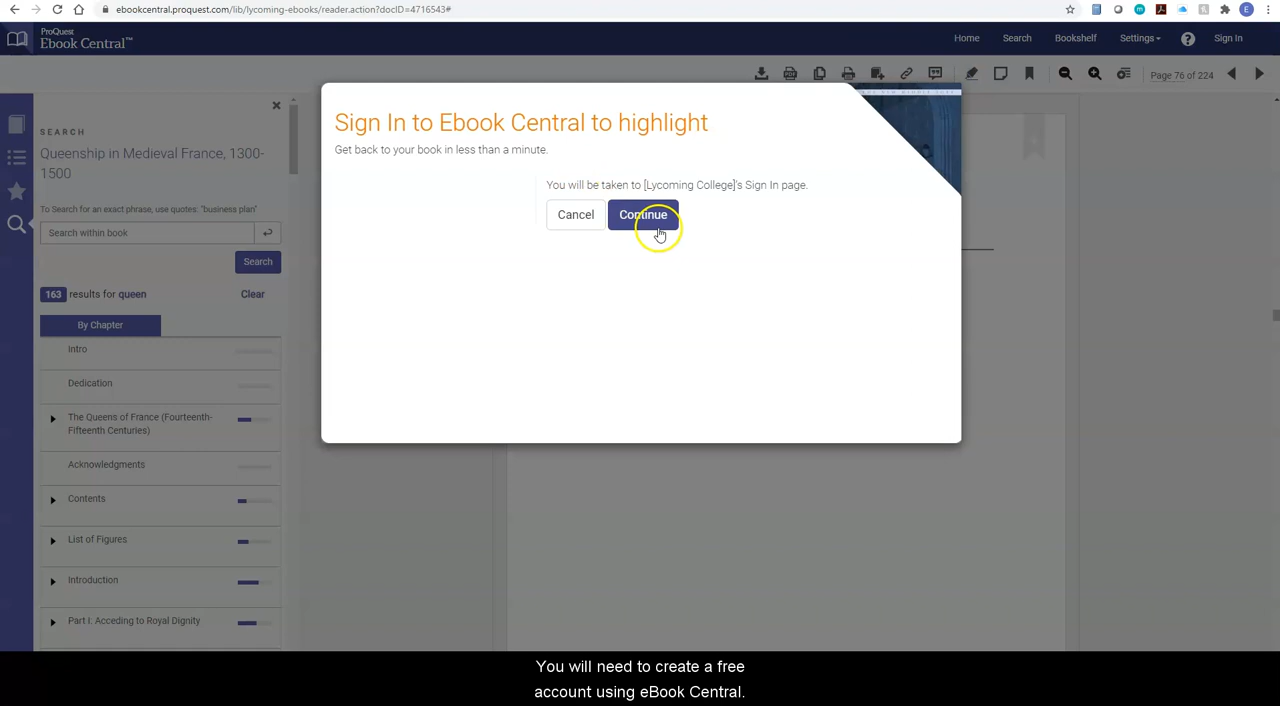 ebookcentral.proquest.com/lib/lycoming-ebooks/reader.action?docID=4716543#
ProQuest
Ebook Central™
Home
Search
Bookshelf
Settings
Sign In
Page 76 of 224
SEARCH
Queenship in Medieval France, 1300-
1500
To Search for an exact phrase, use quotes: "business plan"
Search within book
Search
163 results for queen
Clear
By Chapter
Intro
Dedication
The Queens of France (Fourteenth-
Fifteenth Centuries)
Acknowledgments
Contents
List of Figures
Introduction
Part I. Acceding to Royal Dignity
Sign In to Ebook Central to highlight
Get back to your book in less than a minute.
You will be taken to [Lycoming College]'s Sign In page.
Cancel
Continue
You will need to create a free
account using eBook Central.